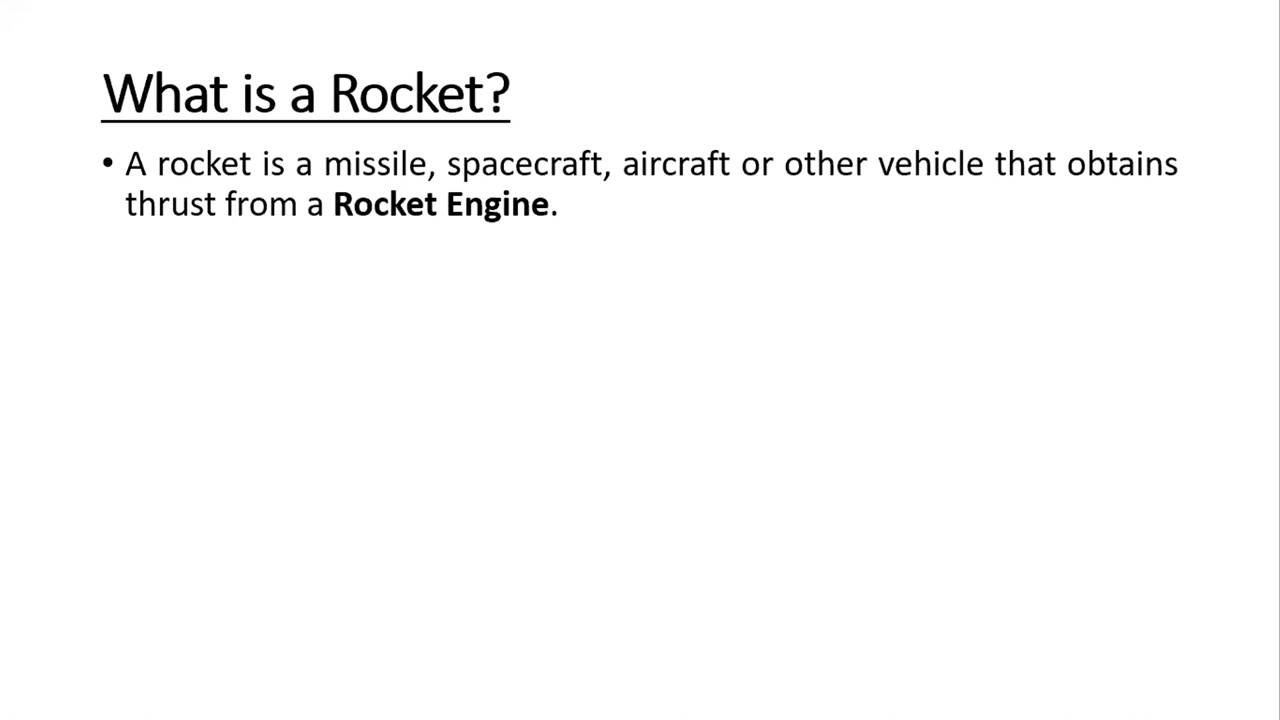 What is a Rocket?
• A rocket is a missile, spacecraft, aircraft or other vehicle that obtains
thrust from a Rocket Engine.